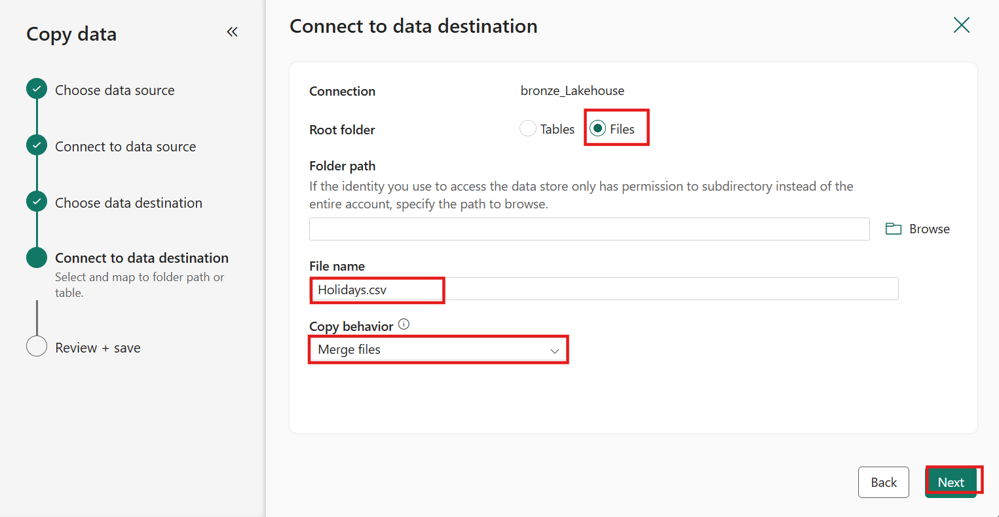 Copy data
Choose data source
Connect to data source
Choose data destination
Connect to data destination
Select and map to folder path or
table.
Review + save
Connect to data destination
Connection bronze_Lakehouse
Root folder Tables Files
Folder path
If the identity you use to access the data store only has permission to subdirectory instead of the
entire account, specify the path to browse.
Browse
File name
Holidays.csv
Copy behavior
Merge files
Back Next